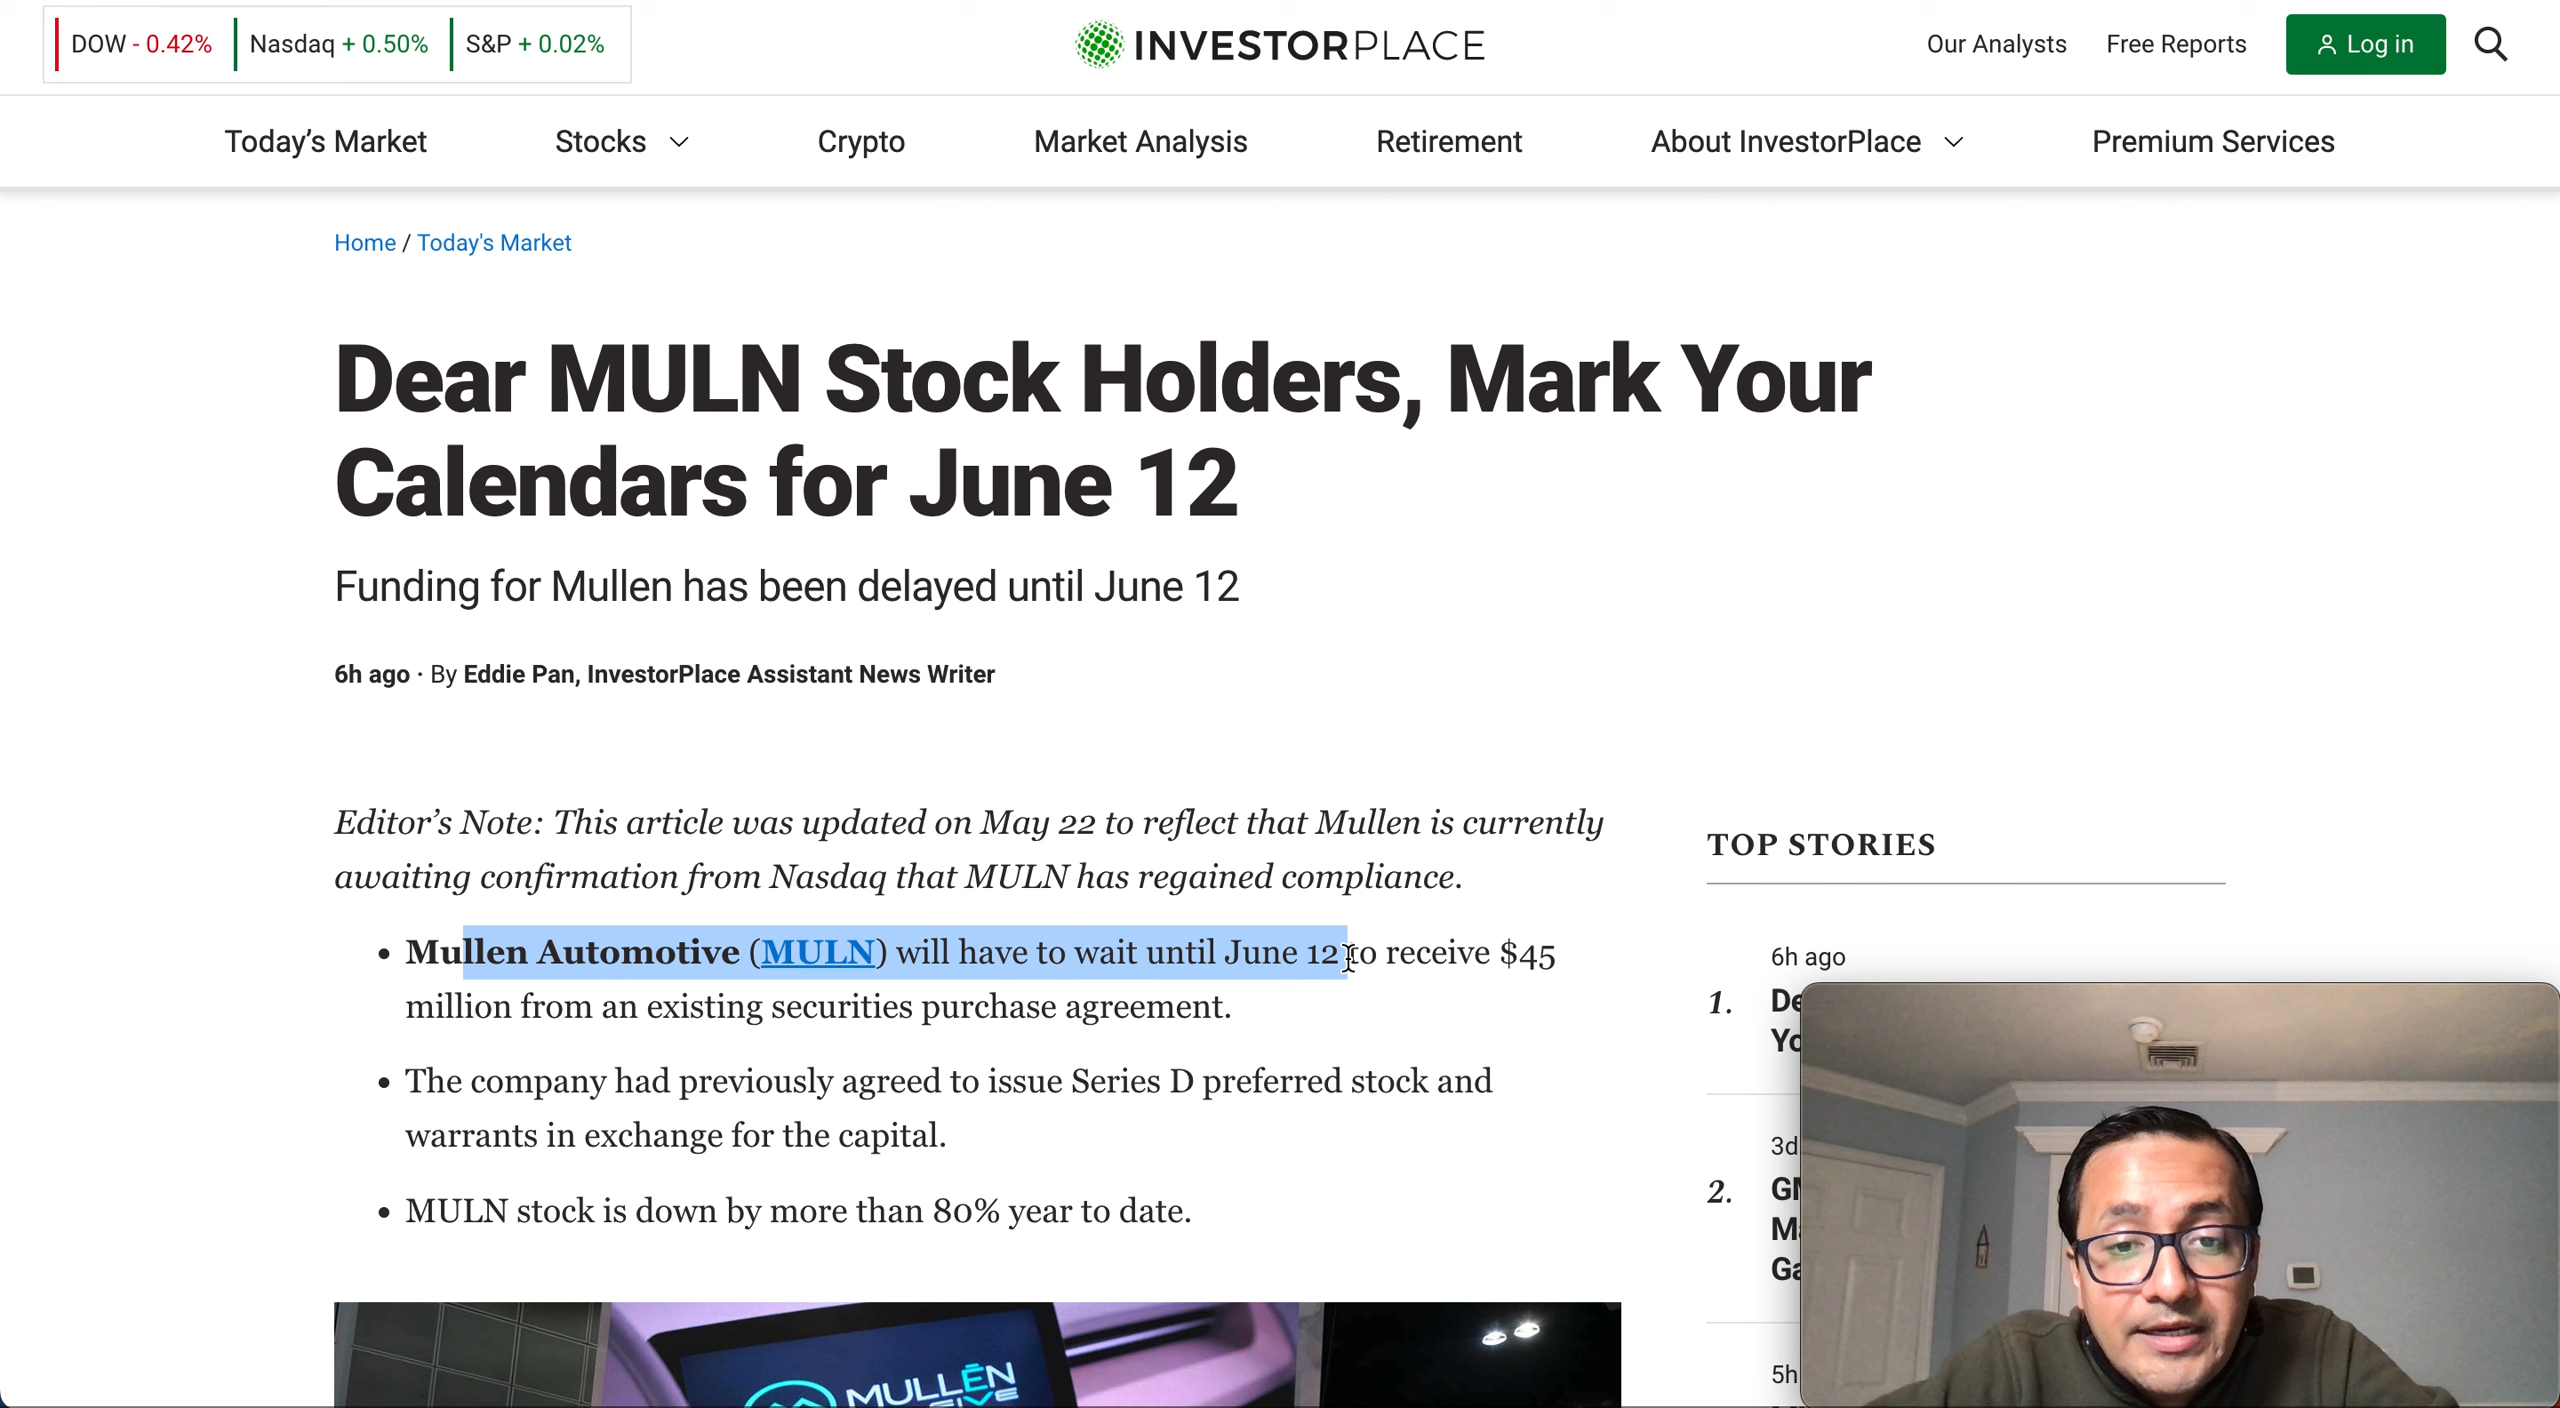 DOW - 0.42%
Nasdaq + 0.50%
S&P + 0.02%
INVESTORPLACE
Our Analysts
Free Reports
Log in
Today's Market
Stocks
Crypto
Market Analysis
Retirement
About InvestorPlace
Premium Services
Home / Today's Market
Dear MULN Stock Holders, Mark Your
Calendars for June 12
Funding for Mullen has been delayed until June 12
6h ago · By Eddie Pan, InvestorPlace Assistant News Writer
Editor's Note: This article was updated on May 22 to reflect that Mullen is currently
awaiting confirmation from Nasdaq that MULN has regained compliance.
• Mullen Automotive (MULN) will have to wait until June 12 to receive $45
million from an existing securities purchase agreement.
• The company had previously agreed to issue Series D preferred stock and
warrants in exchange for the capital.
• MULN stock is down by more than 80% year to date.
MULLEN
TOP STORIES
6h ago
1.
2.